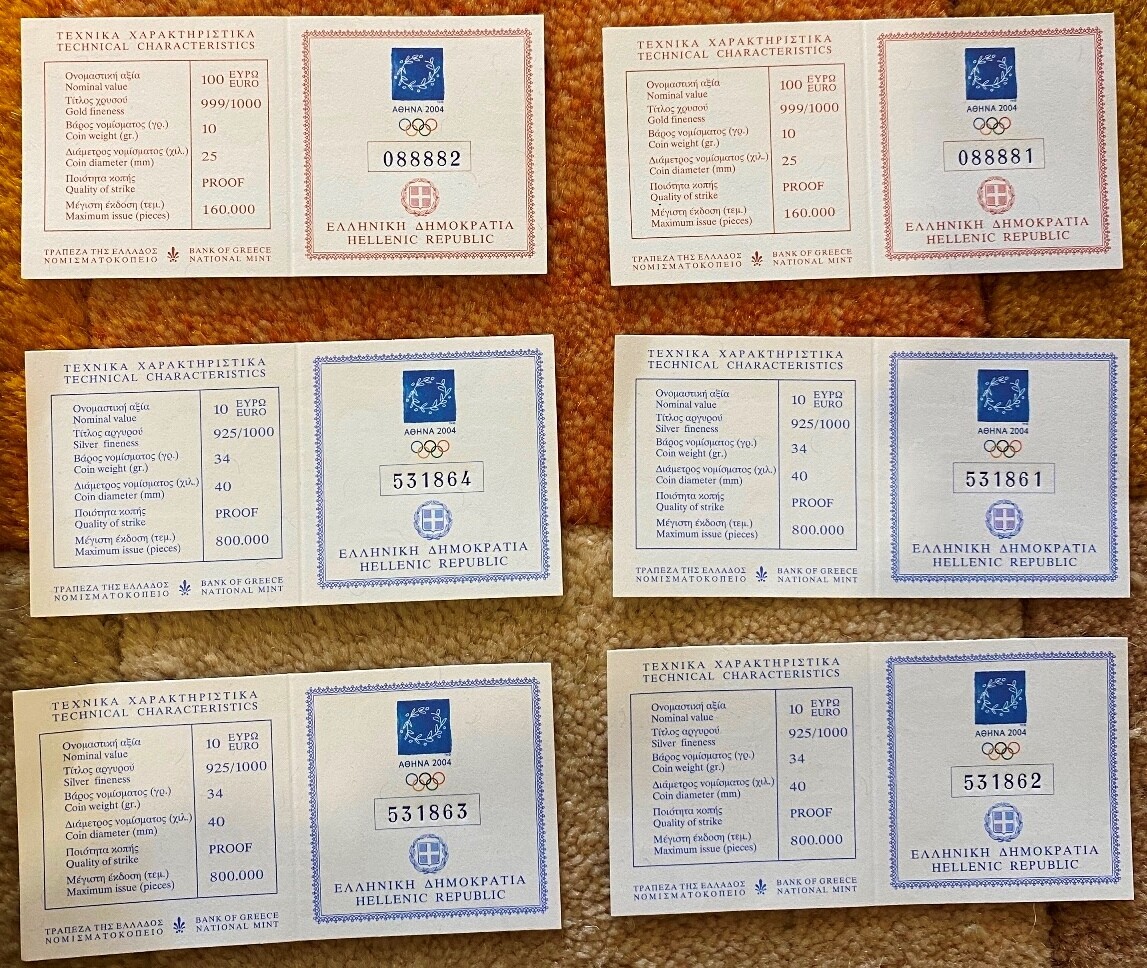 ΤΕΧΝΙΚΑ ΧΑΡΑΚΤΗΡΙΣΤΙΚΑ
TECHNICAL CHARACTERISTICS
Ονομαστική αξία
Nominal value
100 ΕΥΡΩ
EURO
Τίτλος χρυσού
Gold fineness
999/1000
Βάρος νομίσματος (γρ.)
Coin weight (gr.)
10
Διάμετρος νομίσματος (χιλ.)
Coin diameter (mm)
25
Ποιότητα κοπής
Quality of strike
PROOF
Μέγιστη έκδοση (τεμ.)
Maximum issue (pieces)
160.000
ΤΡΑΠΕΖΑ ΤΗΣ ΕΛΛΑΔΟΣ
ΝΟΜΙΣΜΑΤΟΚΟΠΕΙΟ
BANK OF GREECE
NATIONAL MINT
ΑΘΗΝΑ 2004
088882
ΕΛΛΗΝΙΚΗ ΔΗΜΟΚΡΑΤΙΑ
HELLENIC REPUBLIC
ΤΕΧΝΙΚΑ ΧΑΡΑΚΤΗΡΙΣΤΙΚΑ
TECHNICAL CHARACTERISTICS
Ονομαστική αξία
Nominal value
100 ΕΥΡΩ
EURO
Τίτλος χρυσού
Gold fineness
999/1000
Βάρος νομίσματος (γρ.)
Coin weight (gr.)
10
Διάμετρος νομίσματος (χιλ.)
Coin diameter (mm)
25
Ποιότητα κοπής
Quality of strike
PROOF
Μέγιστη έκδοση (τεμ.)
Maximum issue (pieces)
160.000
ΤΡΑΠΕΖΑ ΤΗΣ ΕΛΛΑΔΟΣ
ΝΟΜΙΣΜΑΤΟΚΟΠΕΙΟ
BANK OF GREECE
NATIONAL MINT
ΑΘΗΝΑ 2004
088881
ΕΛΛΗΝΙΚΗ ΔΗΜΟΚΡΑΤΙΑ
HELLENIC REPUBLIC
ΤΕΧΝΙΚΑ ΧΑΡΑΚΤΗΡΙΣΤΙΚΑ
TECHNICAL CHARACTERISTICS
Ονομαστική αξία
Nominal value
10 ΕΥΡΩ
EURO
Τίτλος αργυρού
Silver fineness
925/1000
Βάρος νομίσματος (γρ.)
Coin weight (gr.)
34
Διάμετρος νομίσματος (χιλ.)
Coin diameter (mm)
40
Ποιότητα κοπής
Quality of strike
PROOF
Μέγιστη έκδοση (τεμ.)
Maximum issue (pieces)
800.000
ΤΡΑΠΕΖΑ ΤΗΣ ΕΛΛΑΔΟΣ
ΝΟΜΙΣΜΑΤΟΚΟΠΕΙΟ
BANK OF GREECE
NATIONAL MINT
ΑΘΗΝΑ 2004
531864
ΕΛΛΗΝΙΚΗ ΔΗΜΟΚΡΑΤΙΑ
HELLENIC REPUBLIC
ΤΕΧΝΙΚΑ ΧΑΡΑΚΤΗΡΙΣΤΙΚΑ
TECHNICAL CHARACTERISTICS
Ονομαστική αξία
Nominal value
10 ΕΥΡΩ
EURO
Τίτλος αργυρού
Silver fineness
925/1000
Βάρος νομίσματος (γρ.)
Coin weight (gr.)
34
Διάμετρος νομίσματος (χιλ.)
Coin diameter (mm)
40
Ποιότητα κοπής
Quality of strike
PROOF
Μέγιστη έκδοση (τεμ.)
Maximum issue (pieces)
800.000
ΤΡΑΠΕΖΑ ΤΗΣ ΕΛΛΑΔΟΣ
ΝΟΜΙΣΜΑΤΟΚΟΠΕΙΟ
BANK OF GREECE
NATIONAL MINT
ΑΘΗΝΑ 2004
531861
ΕΛΛΗΝΙΚΗ ΔΗΜΟΚΡΑΤΙΑ
HELLENIC REPUBLIC
ΤΕΧΝΙΚΑ ΧΑΡΑΚΤΗΡΙΣΤΙΚΑ
TECHNICAL CHARACTERISTICS
Ονομαστική αξία
Nominal value
10 ΕΥΡΩ
EURO
Τίτλος αργυρού
Silver fineness
925/1000
Βάρος νομίσματος (γρ.)
Coin weight (gr.)
34
Διάμετρος νομίσματος (χιλ.)
Coin diameter (mm)
40
Ποιότητα κοπής
Quality of strike
PROOF
Μέγιστη έκδοση (τεμ.)
Maximum issue (pieces)
800.000
ΤΡΑΠΕΖΑ ΤΗΣ ΕΛΛΑΔΟΣ
ΝΟΜΙΣΜΑΤΟΚΟΠΕΙΟ
BANK OF GREECE
NATIONAL MINT
ΑΘΗΝΑ 2004
531863
ΕΛΛΗΝΙΚΗ ΔΗΜΟΚΡΑΤΙΑ
HELLENIC REPUBLIC
ΤΕΧΝΙΚΑ ΧΑΡΑΚΤΗΡΙΣΤΙΚΑ
TECHNICAL CHARACTERISTICS
Ονομαστική αξία
Nominal value
10 ΕΥΡΩ
EURO
Τίτλος αργυρού
Silver fineness
925/1000
Βάρος νομίσματος (γρ.)
Coin weight (gr.)
34
Διάμετρος νομίσματος (χιλ.)
Coin diameter (mm)
40
Ποιότητα κοπής
Quality of strike
PROOF
Μέγιστη έκδοση (τεμ.)
Maximum issue (pieces)
800.000
ΤΡΑΠΕΖΑ ΤΗΣ ΕΛΛΑΔΟΣ
ΝΟΜΙΣΜΑΤΟΚΟΠΕΙΟ
BANK OF GREECE
NATIONAL MINT
ΑΘΗΝΑ 2004
531862
ΕΛΛΗΝΙΚΗ ΔΗΜΟΚΡΑΤΙΑ
HELLENIC REPUBLIC